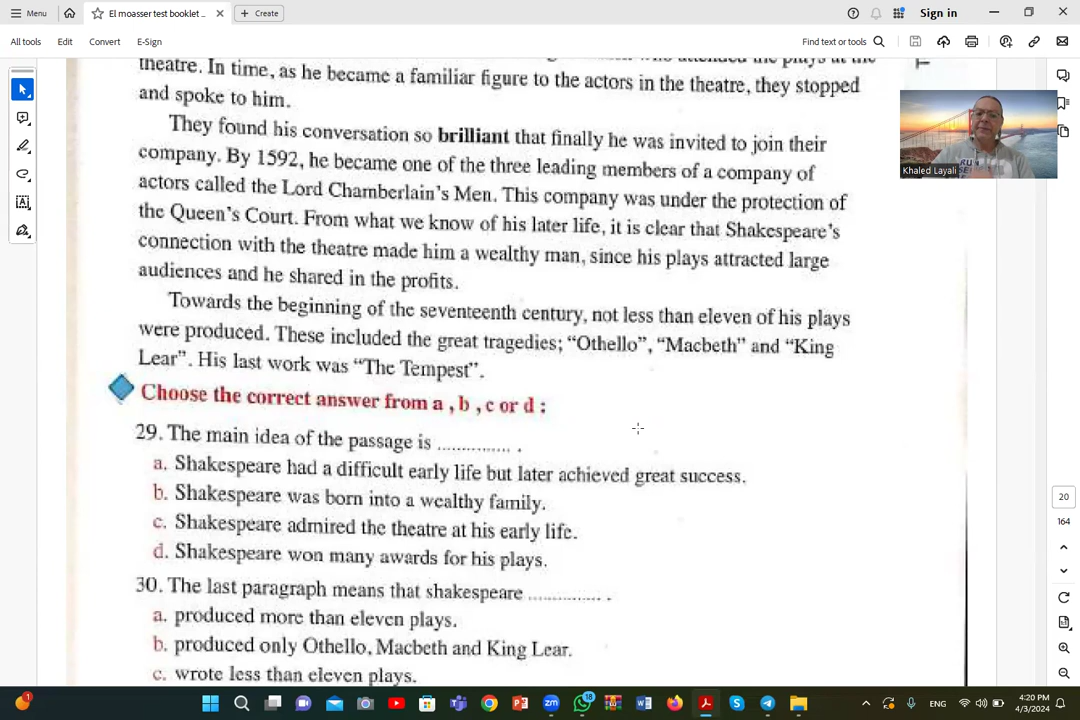 Menu
El moasser test booklet ...
Create
Sign in
All tools
Edit
Convert
E-Sign
Find text or tools
theatre. In time, as he became a familiar figure to the actors in the theatre, they stopped
and spoke to him.
They found his conversation so brilliant that finally he was invited to join their
company. By 1592, he became one of the three leading members of a company of
actors called the Lord Chamberlain's Men. This company was under the protection of
the Queen's Court. From what we know of his later life, it is clear that Shakespeare's
connection with the theatre made him a wealthy man, since his plays attracted large
audiences and he shared in the profits.
Towards the beginning of the seventeenth century, not less than eleven of his plays
were produced. These included the great tragedies; "Othello", "Macbeth" and "King
Lear". His last work was "The Tempest".
Choose the correct answer from a , b , c or d :
29. The main idea of the passage is ............... .
a. Shakespeare had a difficult early life but later achieved great success.
b. Shakespeare was born into a wealthy family.
c. Shakespeare admired the theatre at his early life.
d. Shakespeare won many awards for his plays.
30. The last paragraph means that shakespeare ............... .
a. produced more than eleven plays.
b. produced only Othello, Macbeth and King Lear.
c. wrote less than eleven plays.
Khaled Layali
20
164
1
18
ENG
4:20 PM
4/3/2024